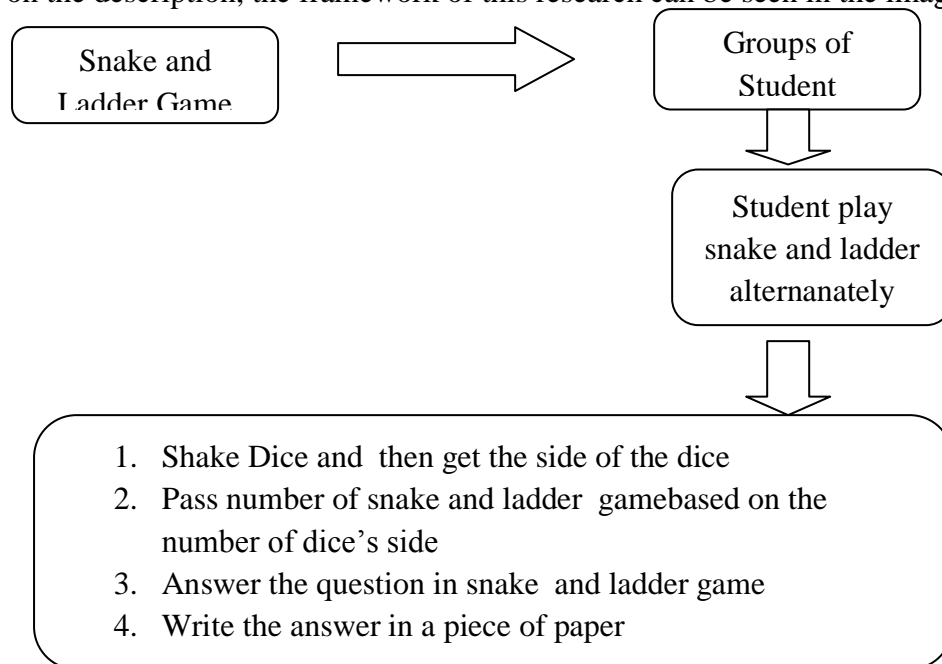 on the description, the framework of this research can be seen in the imag
Snake and
Ladder Game
Groups of
Student
Student play
snake and ladder
alternanately
1. Shake Dice and then get the side of the dice
2. Pass number of snake and ladder gamebased on the
number of dice’s side
3. Answer the question in snake and ladder game
4. Write the answer in a piece of paper